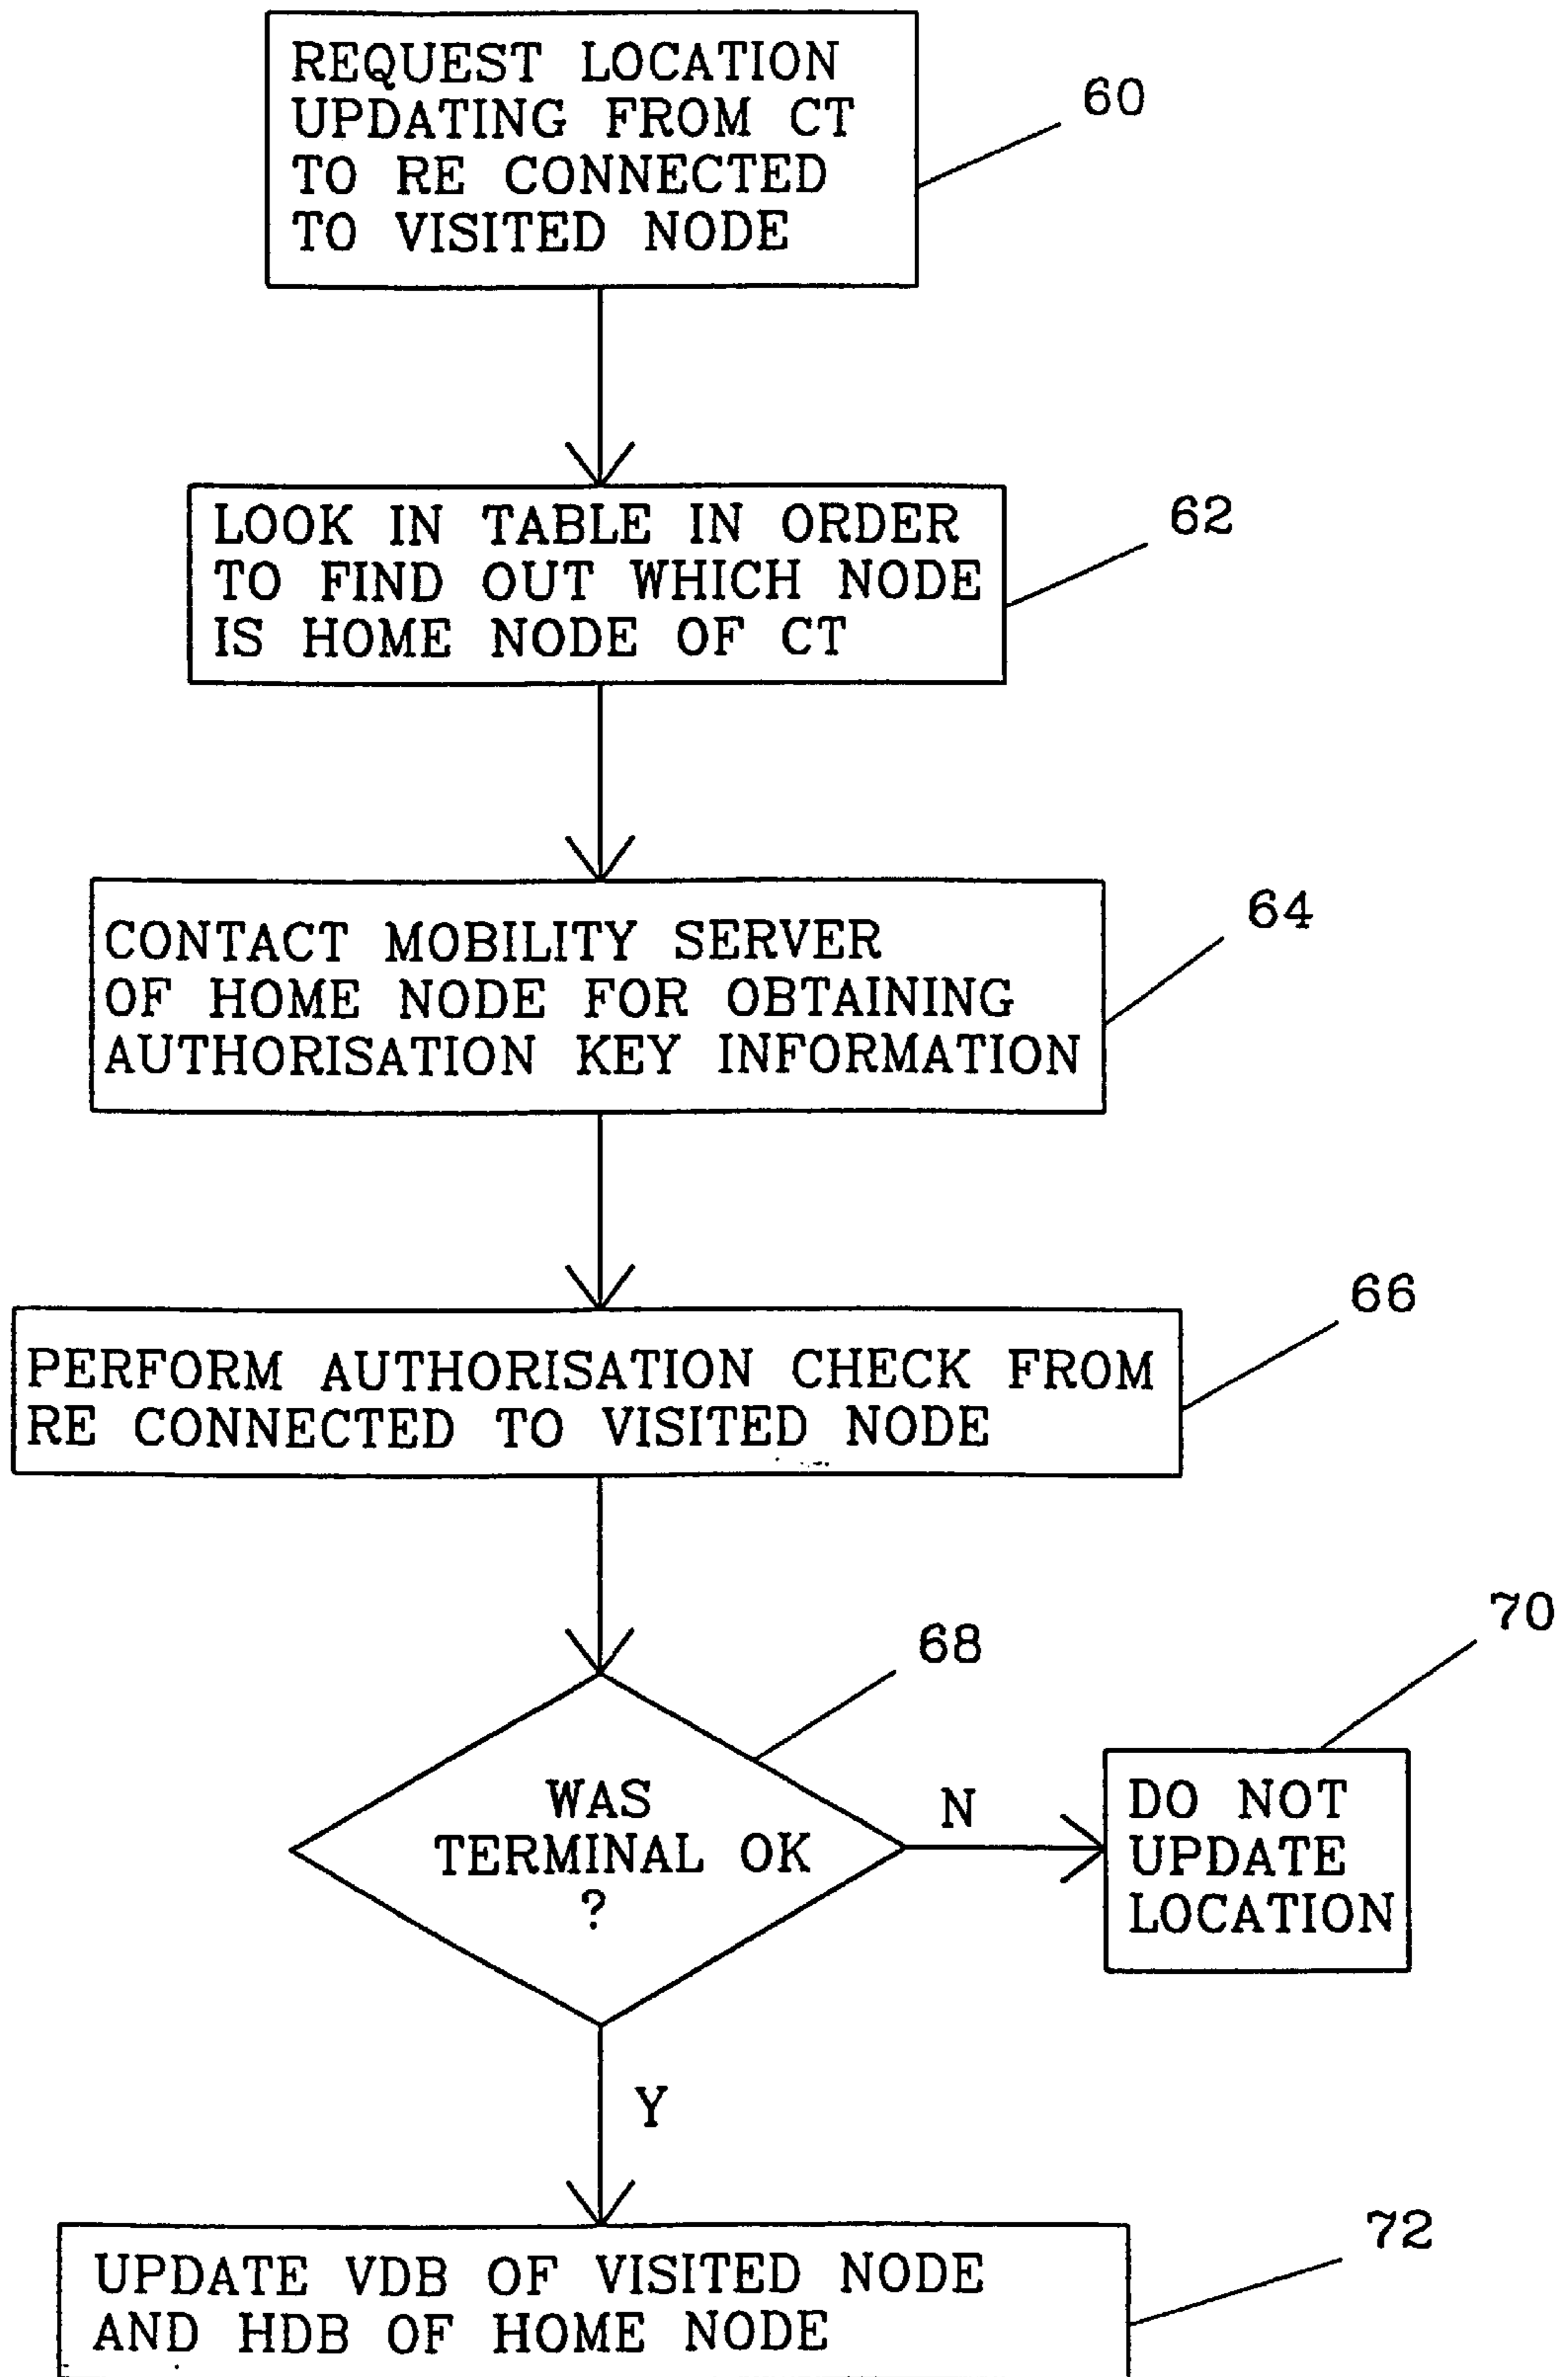 REQUEST LOCATION
UPDATING FROM CT
TO RE CONNECTED
TO VISITED NODE
60
LOOK IN TABLE IN ORDER
TO FIND OUT WHICH NODE
IS HOME NODE OF CT
62
CONTACT MOBILITY SERVER
OF HOME NODE FOR OBTAINING
AUTHORISATION KEY INFORMATION
64
PERFORM AUTHORISATION CHECK FROM
RE CONNECTED TO VISITED NODE
66
WAS
TERMINAL OK
?
68
N
DO NOT
UPDATE
LOCATION
70
Y
UPDATE VDB OF VISITED NODE
AND HDB OF HOME NODE
72